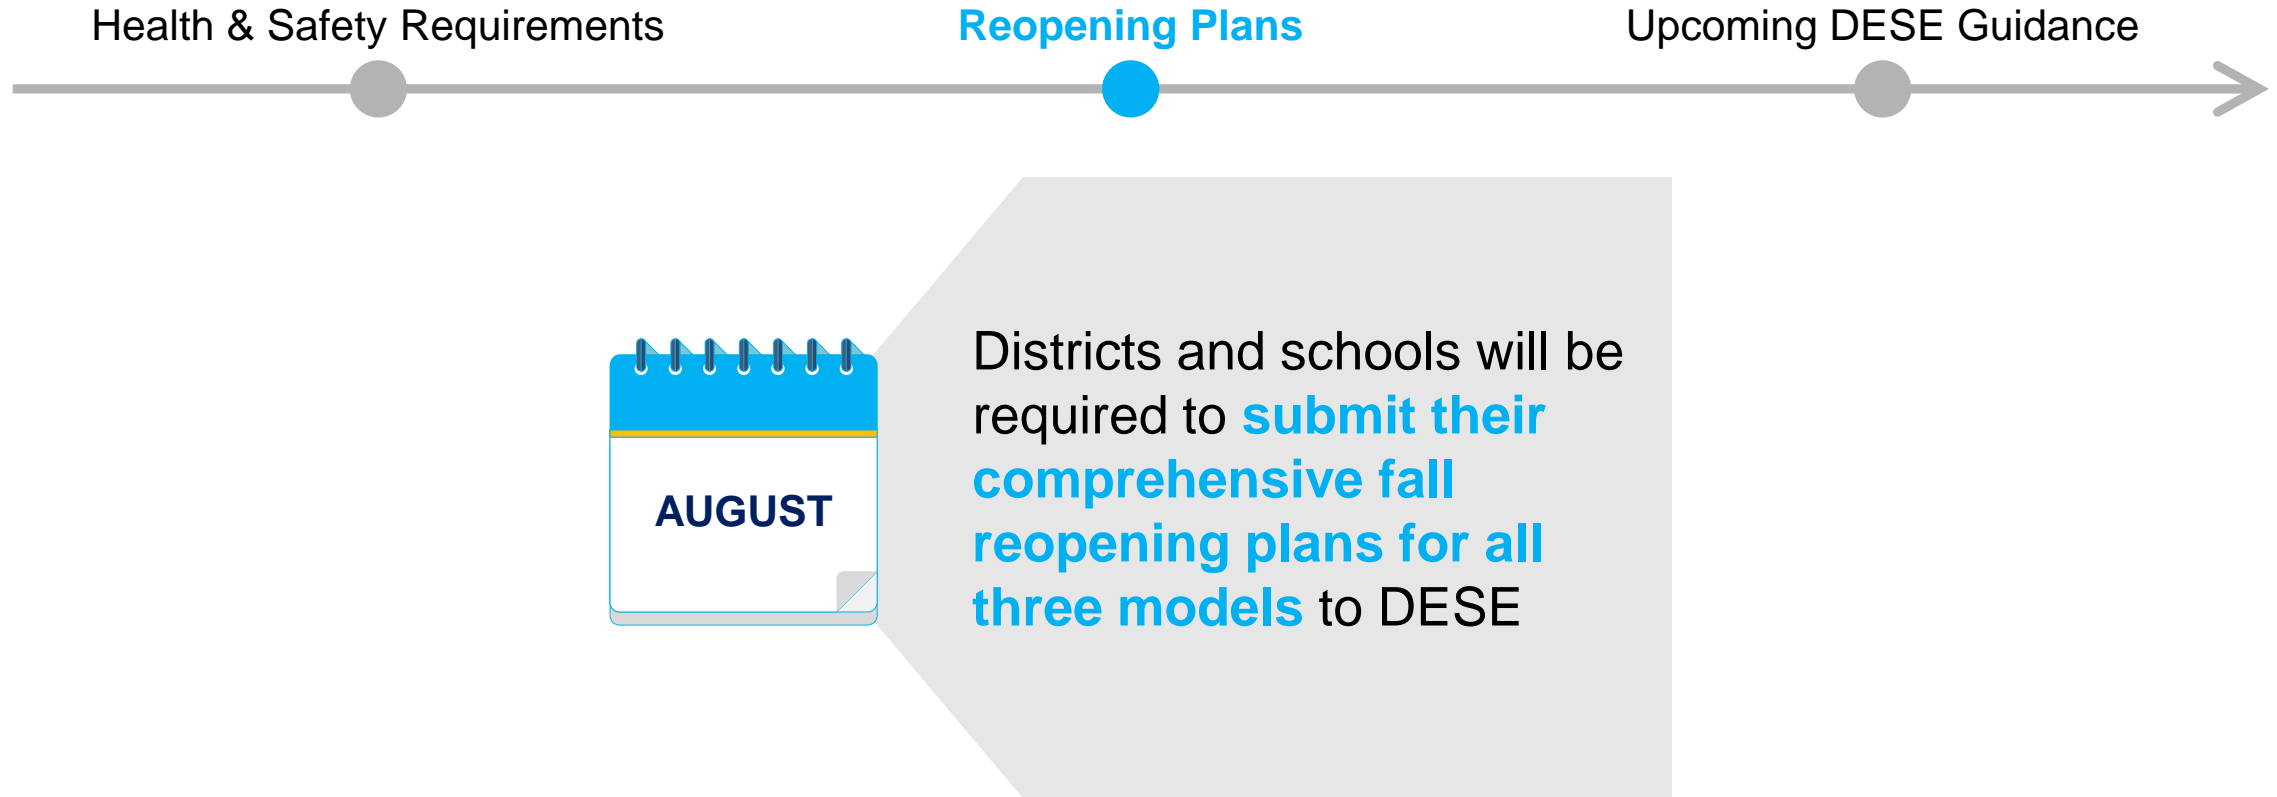 Health & Safety Requirements
Reopening Plans
Upcoming DESE Guidance
AUGUST
Districts and schools will be
required to submit their
comprehensive fall
reopening plans for all
three models to DESE